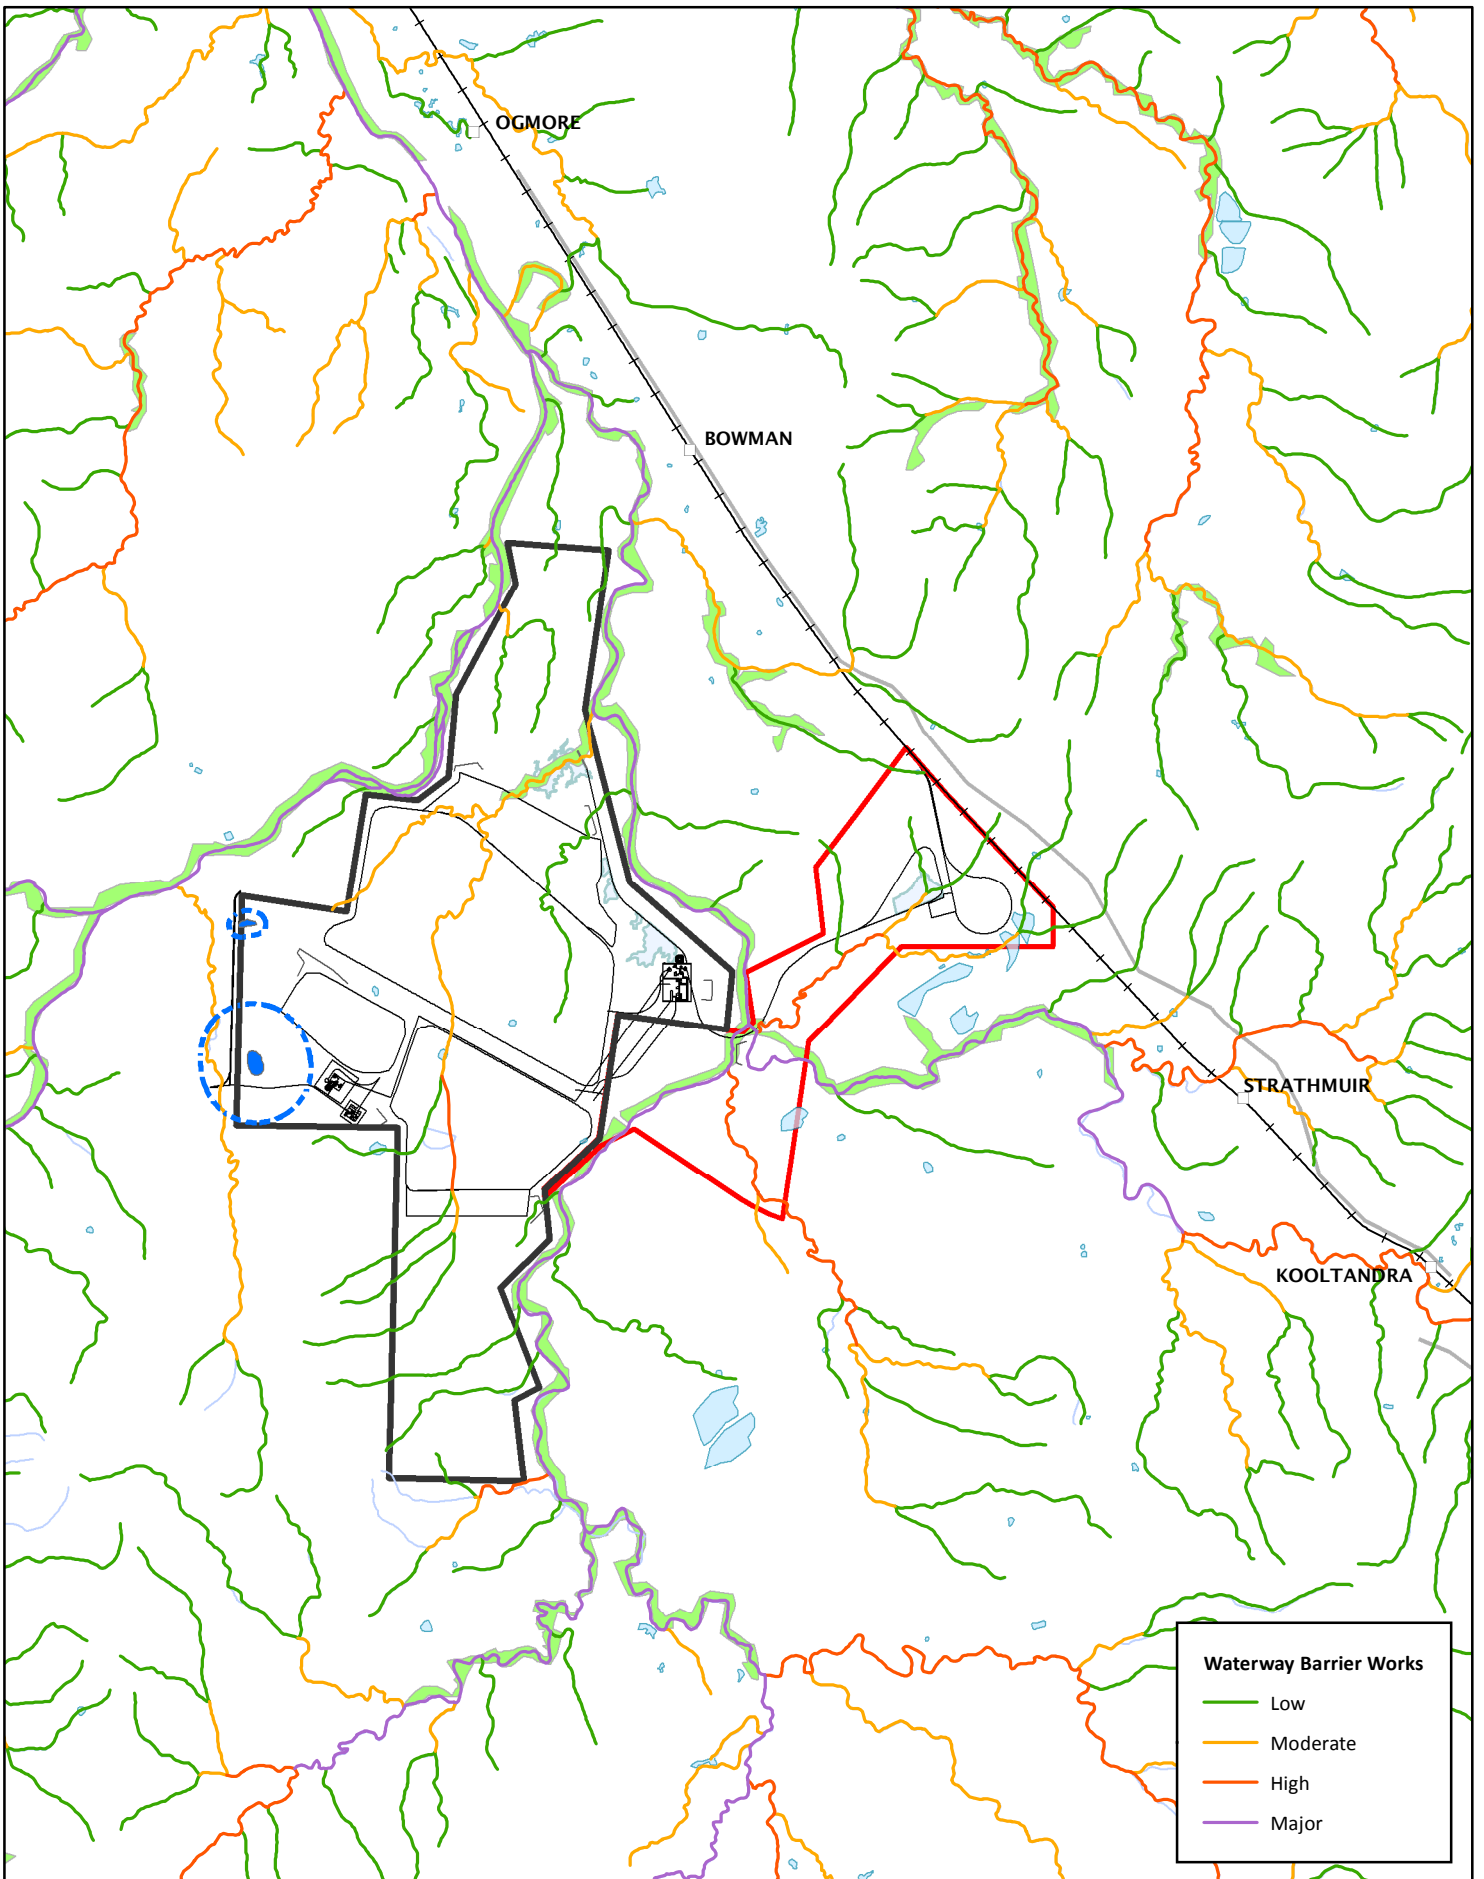 OGMORE
BOWMAN
STRATHMUIR
KOOLTANDRA
Waterway Barrier Works
Low
Moderate
High
Major